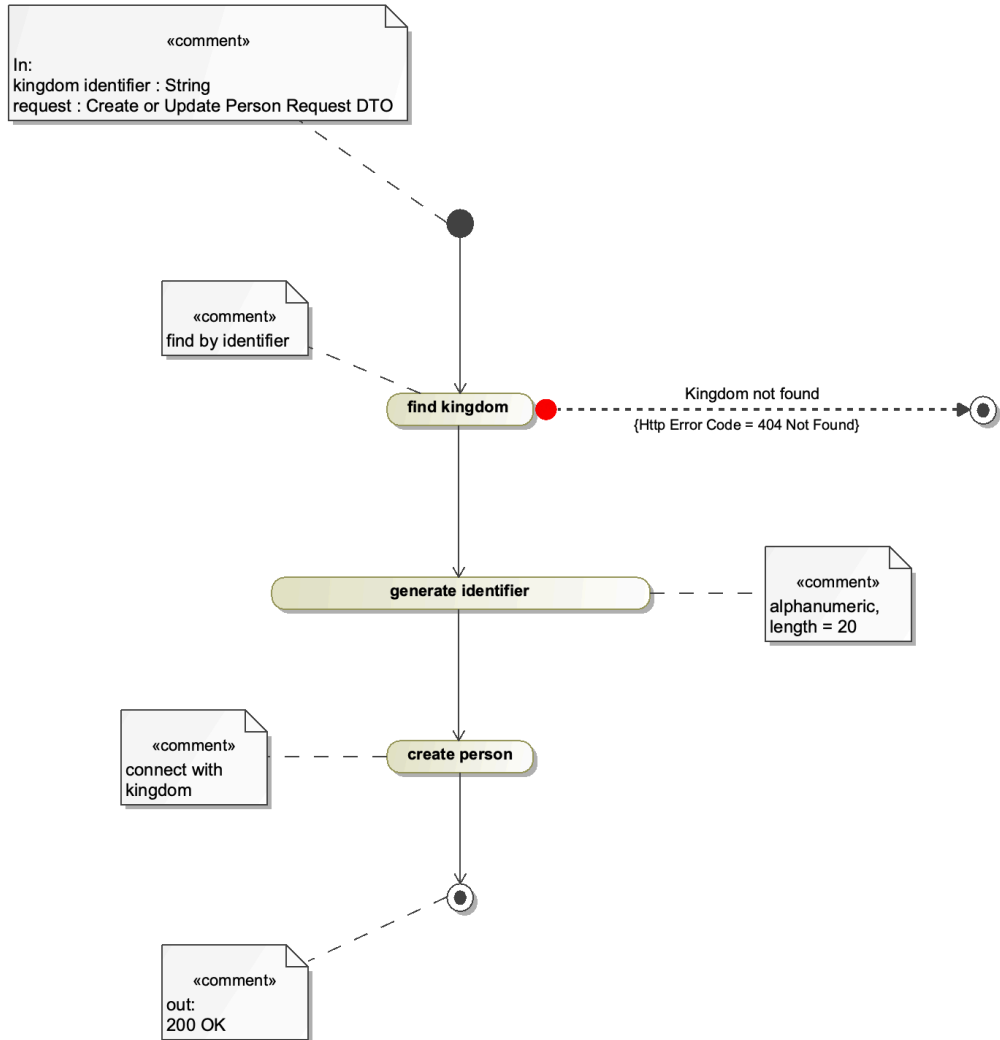 «comment»
In:
kingdom identifier : String
request : Create or Update Person Request DTO
«comment»
find by identifier
find kingdom
Kingdom not found
{Http Error Code = 404 Not Found}
generate identifier
«comment»
alphanumeric,
length = 20
«comment»
connect with
kingdom
create person
«comment»
out:
200 OK